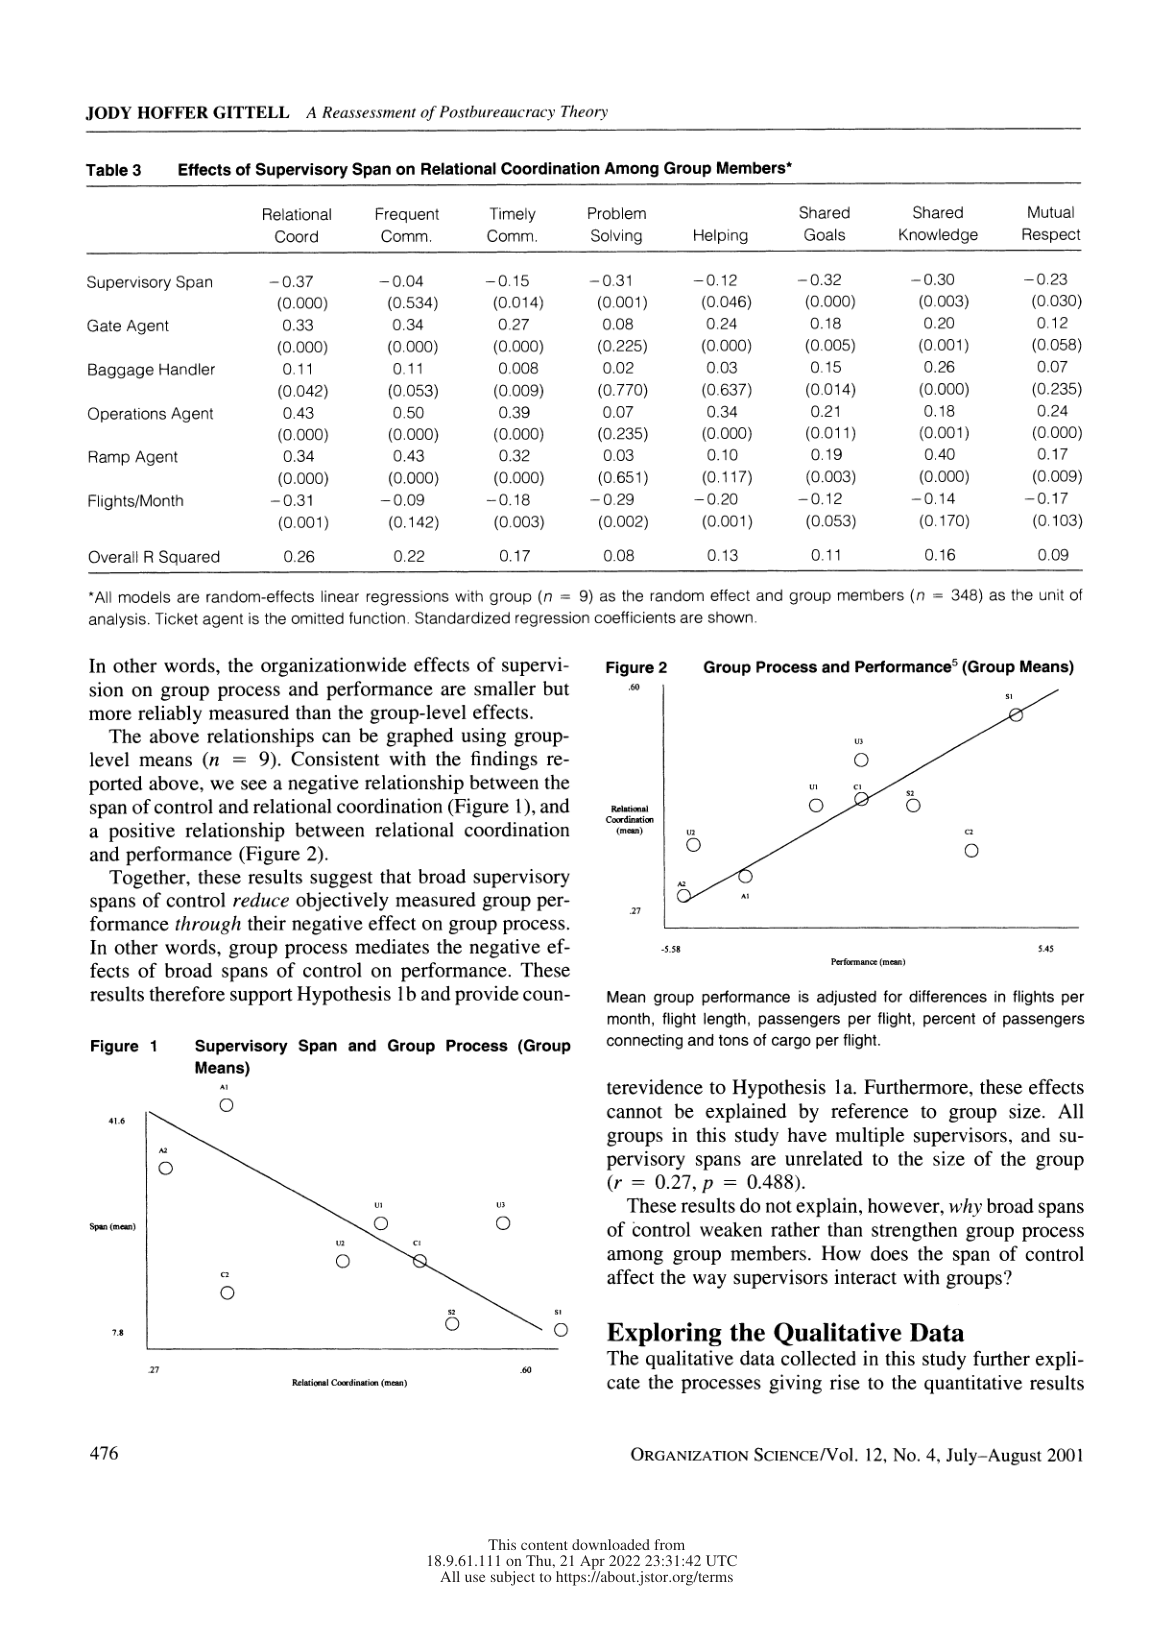 JODY HOFFER GITTELL A Reassessment of Postbureaucracy Theory
Table 3 Effects of Supervisory Span on Relational Coordination Among Group Members*
Relational Coord Frequent Comm. Timely Comm. Problem Solving Helping Shared Goals Shared Knowledge Mutual Respect
Supervisory Span −0.37 −0.04 −0.15 −0.31 −0.12 −0.32 −0.30 −0.23
(0.000) (0.534) (0.014) (0.001) (0.046) (0.000) (0.003) (0.030)
Gate Agent 0.33 0.34 0.27 0.08 0.24 0.18 0.20 0.12
(0.000) (0.000) (0.000) (0.225) (0.000) (0.005) (0.001) (0.058)
Baggage Handler 0.11 0.11 0.008 0.02 0.03 0.15 0.26 0.07
(0.042) (0.053) (0.009) (0.770) (0.637) (0.014) (0.000) (0.235)
Operations Agent 0.43 0.50 0.39 0.07 0.34 0.21 0.18 0.24
(0.000) (0.000) (0.000) (0.235) (0.000) (0.011) (0.001) (0.000)
Ramp Agent 0.34 0.43 0.32 0.03 0.10 0.19 0.40 0.17
(0.000) (0.000) (0.000) (0.651) (0.117) (0.003) (0.000) (0.009)
Flights/Month −0.31 −0.09 −0.18 −0.29 −0.20 −0.12 −0.14 −0.17
(0.001) (0.142) (0.003) (0.002) (0.001) (0.053) (0.170) (0.103)
Overall R Squared 0.26 0.22 0.17 0.08 0.13 0.11 0.16 0.09
*All models are random-effects linear regressions with group (n = 9) as the random effect and group members (n = 348) as the unit of
analysis. Ticket agent is the omitted function. Standardized regression coefficients are shown.
In other words, the organizationwide effects of supervi-
sion on group process and performance are smaller but
more reliably measured than the group-level effects.
The above relationships can be graphed using group-
level means (n = 9). Consistent with the findings re-
ported above, we see a negative relationship between the
span of control and relational coordination (Figure 1), and
a positive relationship between relational coordination
and performance (Figure 2).
Together, these results suggest that broad supervisory
spans of control reduce objectively measured group per-
formance through their negative effect on group process.
In other words, group process mediates the negative ef-
fects of broad spans of control on performance. These
results therefore support Hypothesis 1b and provide coun-
Figure 1 Supervisory Span and Group Process (Group
Means)
A1
41.6
A2
U1
U3
Span (mean)
U2
C1
C2
S2
S1
7.8
.27
.60
Relational Coordination (mean)
Figure 2 Group Process and Performance5 (Group Means)
.60
S1
U3
U1
C1
S2
Relational
Coordination
(mean)
U2
C2
A2
A1
.27
-5.58
5.45
Performance (mean)
Mean group performance is adjusted for differences in flights per
month, flight length, passengers per flight, percent of passengers
connecting and tons of cargo per flight.
terevidence to Hypothesis 1a. Furthermore, these effects
cannot be explained by reference to group size. All
groups in this study have multiple supervisors, and su-
pervisory spans are unrelated to the size of the group
(r = 0.27, p = 0.488).
These results do not explain, however, why broad spans
of control weaken rather than strengthen group process
among group members. How does the span of control
affect the way supervisors interact with groups?
Exploring the Qualitative Data
The qualitative data collected in this study further expli-
cate the processes giving rise to the quantitative results
476
ORGANIZATION SCIENCE/Vol. 12, No. 4, July–August 2001
This content downloaded from
18.9.61.111 on Thu, 21 Apr 2022 23:31:42 UTC
All use subject to https://about.jstor.org/terms